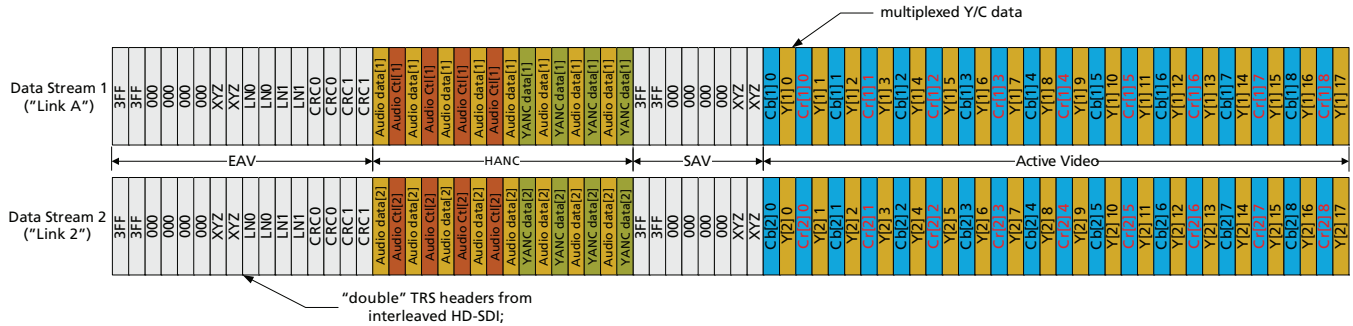 multiplexed Y/C data
Data Stream 1
("Link A")
3FF
3FF
000
000
000
000
XYZ
XYZ
LN0
LN0
LN1
LN1
CRC0
CRC0
CRC1
CRC1
Audio data[1]
Audio Ctl[1]
Audio data[1]
Audio Ctl[1]
Audio data[1]
Audio Ctl[1]
Audio data[1]
Audio Ctl[1]
Audio data[1]
YANC data[1]
Audio data[1]
YANC data[1]
Audio data[1]
YANC data[1]
Audio data[1]
YANC data[1]
3FF
3FF
000
000
000
000
XYZ
XYZ
Cb[1] 0
Y[1] 0
Cr[1] 0
Y[1] 1
Cb[1] 1
Y[1] 2
Cr[1] 1
Y[1] 3
Cb[1] 2
Y[1] 4
Cr[1] 2
Y[1] 5
Cb[1] 3
Y[1] 6
Cr[1] 3
Y[1] 7
Cb[1] 4
Y[1] 8
Cr[1] 4
Y[1] 9
Cb[1] 5
Y[1] 10
Cr[1] 5
Y[1] 11
Cb[1] 6
Y[1] 12
Cr[1] 6
Y[1] 13
Cb[1] 7
Y[1] 14
Cr[1] 7
Y[1] 15
Cb[1] 8
Y[1] 16
Cr[1] 8
Y[1] 17
EAV
HANC
SAV
Active Video
Data Stream 2
("Link 2")
3FF
3FF
000
000
000
000
XYZ
XYZ
LN0
LN0
LN1
LN1
CRC0
CRC0
CRC1
CRC1
Audio data[2]
Audio Ctl[2]
Audio data[2]
Audio Ctl[2]
Audio data[2]
Audio Ctl[2]
Audio data[2]
Audio Ctl[2]
Audio data[2]
YANC data[2]
Audio data[2]
YANC data[2]
Audio data[2]
YANC data[2]
Audio data[2]
YANC data[2]
3FF
3FF
000
000
000
000
XYZ
XYZ
Cb[2] 0
Y[2] 0
Cr[2] 0
Y[2] 1
Cb[2] 1
Y[2] 2
Cr[2] 1
Y[2] 3
Cb[2] 2
Y[2] 4
Cr[2] 2
Y[2] 5
Cb[2] 3
Y[2] 6
Cr[2] 3
Y[2] 7
Cb[2] 4
Y[2] 8
Cr[2] 4
Y[2] 9
Cb[2] 5
Y[2] 10
Cr[2] 5
Y[2] 11
Cb[2] 6
Y[2] 12
Cr[2] 6
Y[2] 13
Cb[2] 7
Y[2] 14
Cr[2] 7
Y[2] 15
Cb[2] 8
Y[2] 16
Cr[2] 8
Y[2] 17
"double" TRS headers from
interleaved HD-SDI;